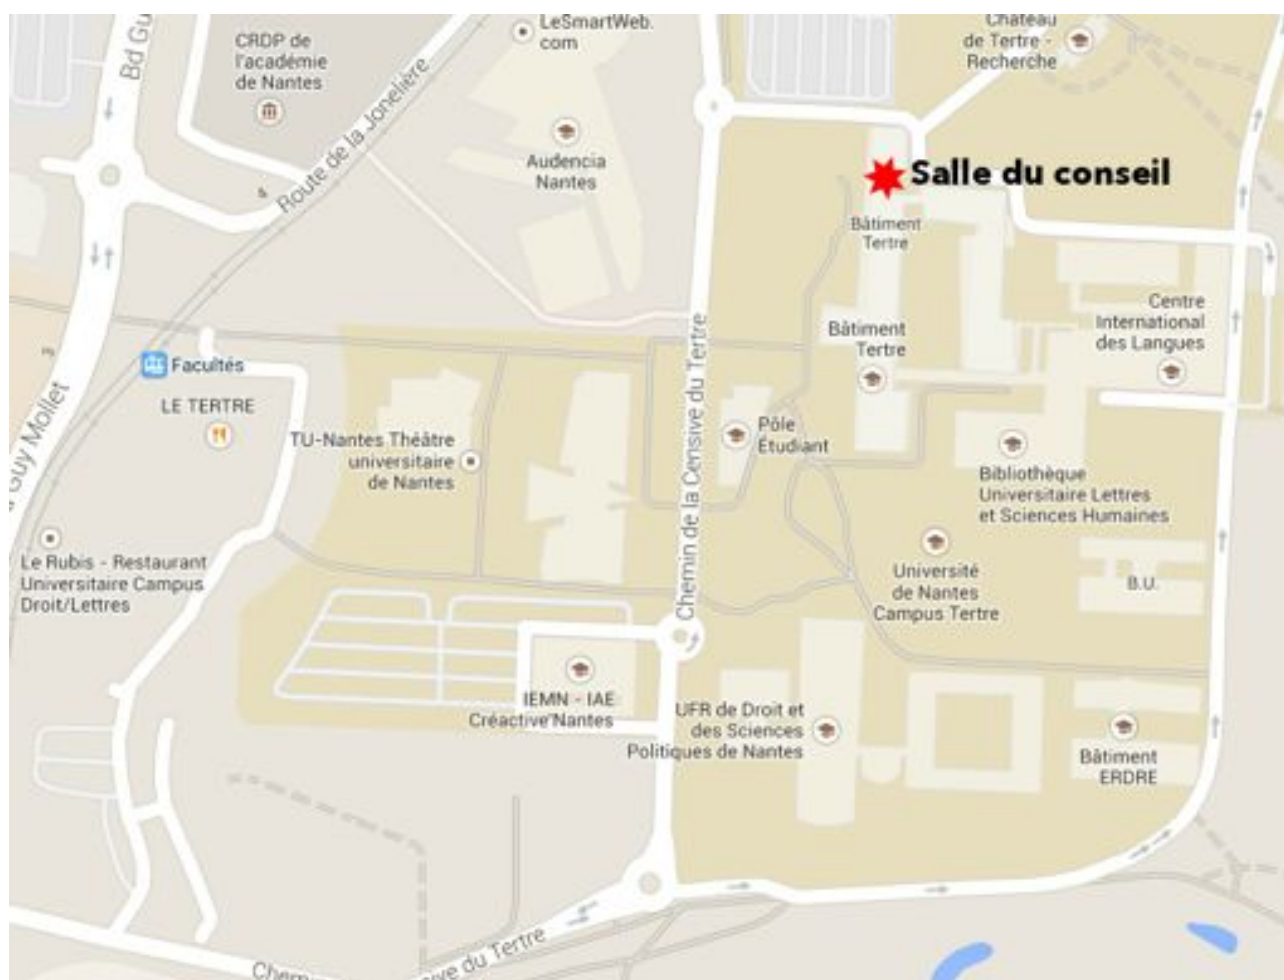 LeSmartWeb.
com
Château
de Tertre -
Recherche
Bd Gu
CRDP de
l'académie
de Nantes
Route de la Jonelière
Audencia
Nantes
Salle du conseil
Bâtiment
Tertre
Centre
International
des Langues
Bâtiment
Tertre
Facultés
LE TERTRE
Guy Mollet
TU-Nantes Théâtre
universitaire
de Nantes
Chemin de la Censive du Tertre
Pôle
Étudiant
Bibliothèque
Universitaire Lettres
et Sciences Humaines
Le Rubis - Restaurant
Universitaire Campus
Droit/Lettres
Université
de Nantes
Campus Tertre
B.U.
IEMN - IAE
Créactive Nantes
UFR de Droit et
des Sciences
Politiques de Nantes
Bâtiment
ERDRE
Chem
sive du Tertre